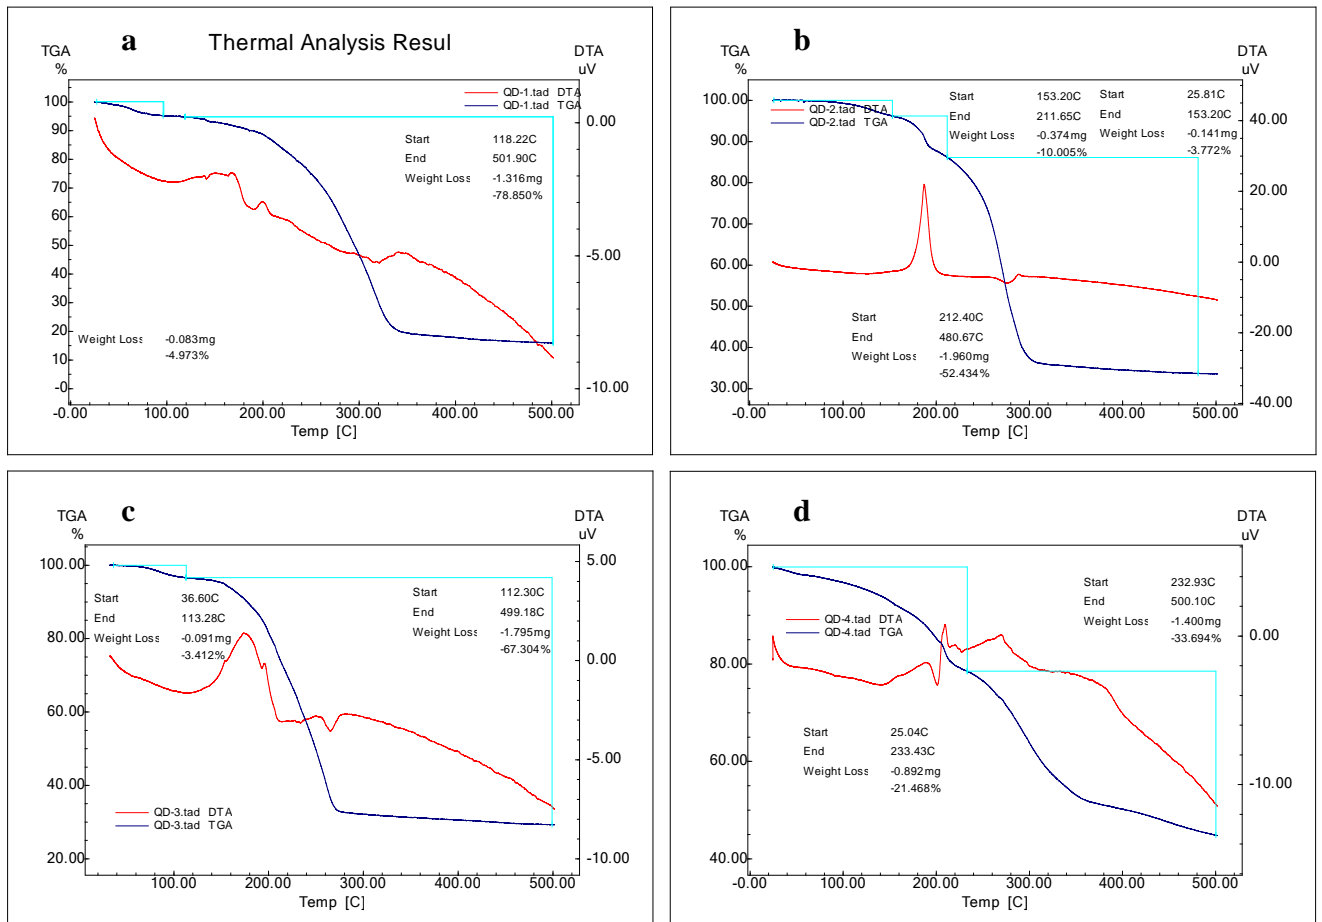 a
Thermal Analysis Resul
TGA
%
DTA
uV
QD-1.tad DTA
QD-1.tad TGA
100
90
80
70
60
50
40
30
20
10
-0
0.00
-5.00
-10.00
Start 118.22C
End 501.90C
Weight Loss -1.316mg
-78.850%
Weight Loss -0.083mg
-4.973%
-0.00 100.00 200.00 300.00 400.00 500.00
Temp [C]
b
TGA
%
DTA
uV
QD-2.tad DTA
QD-2.tad TGA
100.00
90.00
80.00
70.00
60.00
50.00
40.00
30.00
40.00
20.00
0.00
-20.00
-40.00
Start 153.20C
End 211.65C
Weight Loss -0.374mg
-10.005%
Start 25.81C
End 153.20C
Weight Loss -0.141mg
-3.772%
Start 212.40C
End 480.67C
Weight Loss -1.960mg
-52.434%
-0.00 100.00 200.00 300.00 400.00 500.00
Temp [C]
c
TGA
%
DTA
uV
100.00
80.00
60.00
40.00
20.00
5.00
0.00
-5.00
-10.00
Start 36.60C
End 113.28C
Weight Loss -0.091mg
-3.412%
Start 112.30C
End 499.18C
Weight Loss -1.795mg
-67.304%
QD-3.tad DTA
QD-3.tad TGA
100.00 200.00 300.00 400.00 500.00
Temp [C]
d
TGA
%
DTA
uV
100.00
80.00
60.00
40.00
0.00
-10.00
QD-4.tad DTA
QD-4.tad TGA
Start 232.93C
End 500.10C
Weight Loss -1.400mg
-33.694%
Start 25.04C
End 233.43C
Weight Loss -0.892mg
-21.468%
-0.00 100.00 200.00 300.00 400.00 500.00
Temp [C]